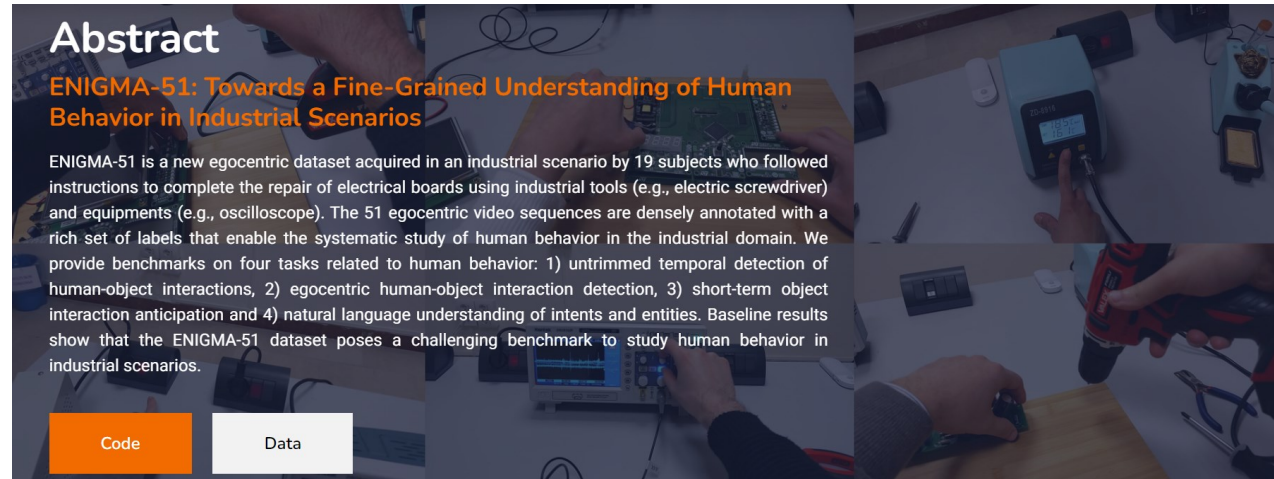 Abstract
ENIGMA-51: Towards a Fine-Grained Understanding of Human
Behavior in Industrial Scenarios
ENIGMA-51 is a new egocentric dataset acquired in an industrial scenario by 19 subjects who followed
instructions to complete the repair of electrical boards using industrial tools (e.g., electric screwdriver)
and equipments (e.g., oscilloscope). The 51 egocentric video sequences are densely annotated with a
rich set of labels that enable the systematic study of human behavior in the industrial domain. We
provide benchmarks on four tasks related to human behavior: 1) untrimmed temporal detection of
human-object interactions, 2) egocentric human-object interaction detection, 3) short-term object
interaction anticipation and 4) natural language understanding of intents and entities. Baseline results
show that the ENIGMA-51 dataset poses a challenging benchmark to study human behavior in
industrial scenarios.
Code
Data